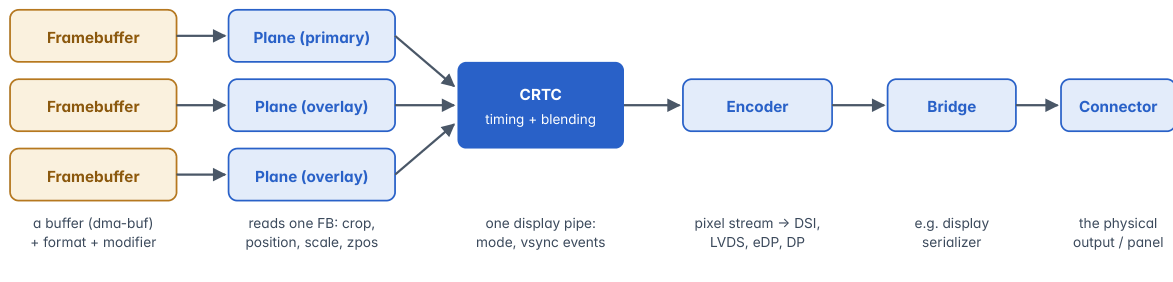 Framebuffer
Plane (primary)
Framebuffer
Plane (overlay)
CRTC
timing + blending
Encoder
Bridge
Connector
Framebuffer
Plane (overlay)
a buffer (dma-buf)
+ format + modifier
reads one FB: crop,
position, scale, zpos
one display pipe:
mode, vsync events
pixel stream → DSI,
LVDS, eDP, DP
e.g. display
serializer
the physical
output / panel